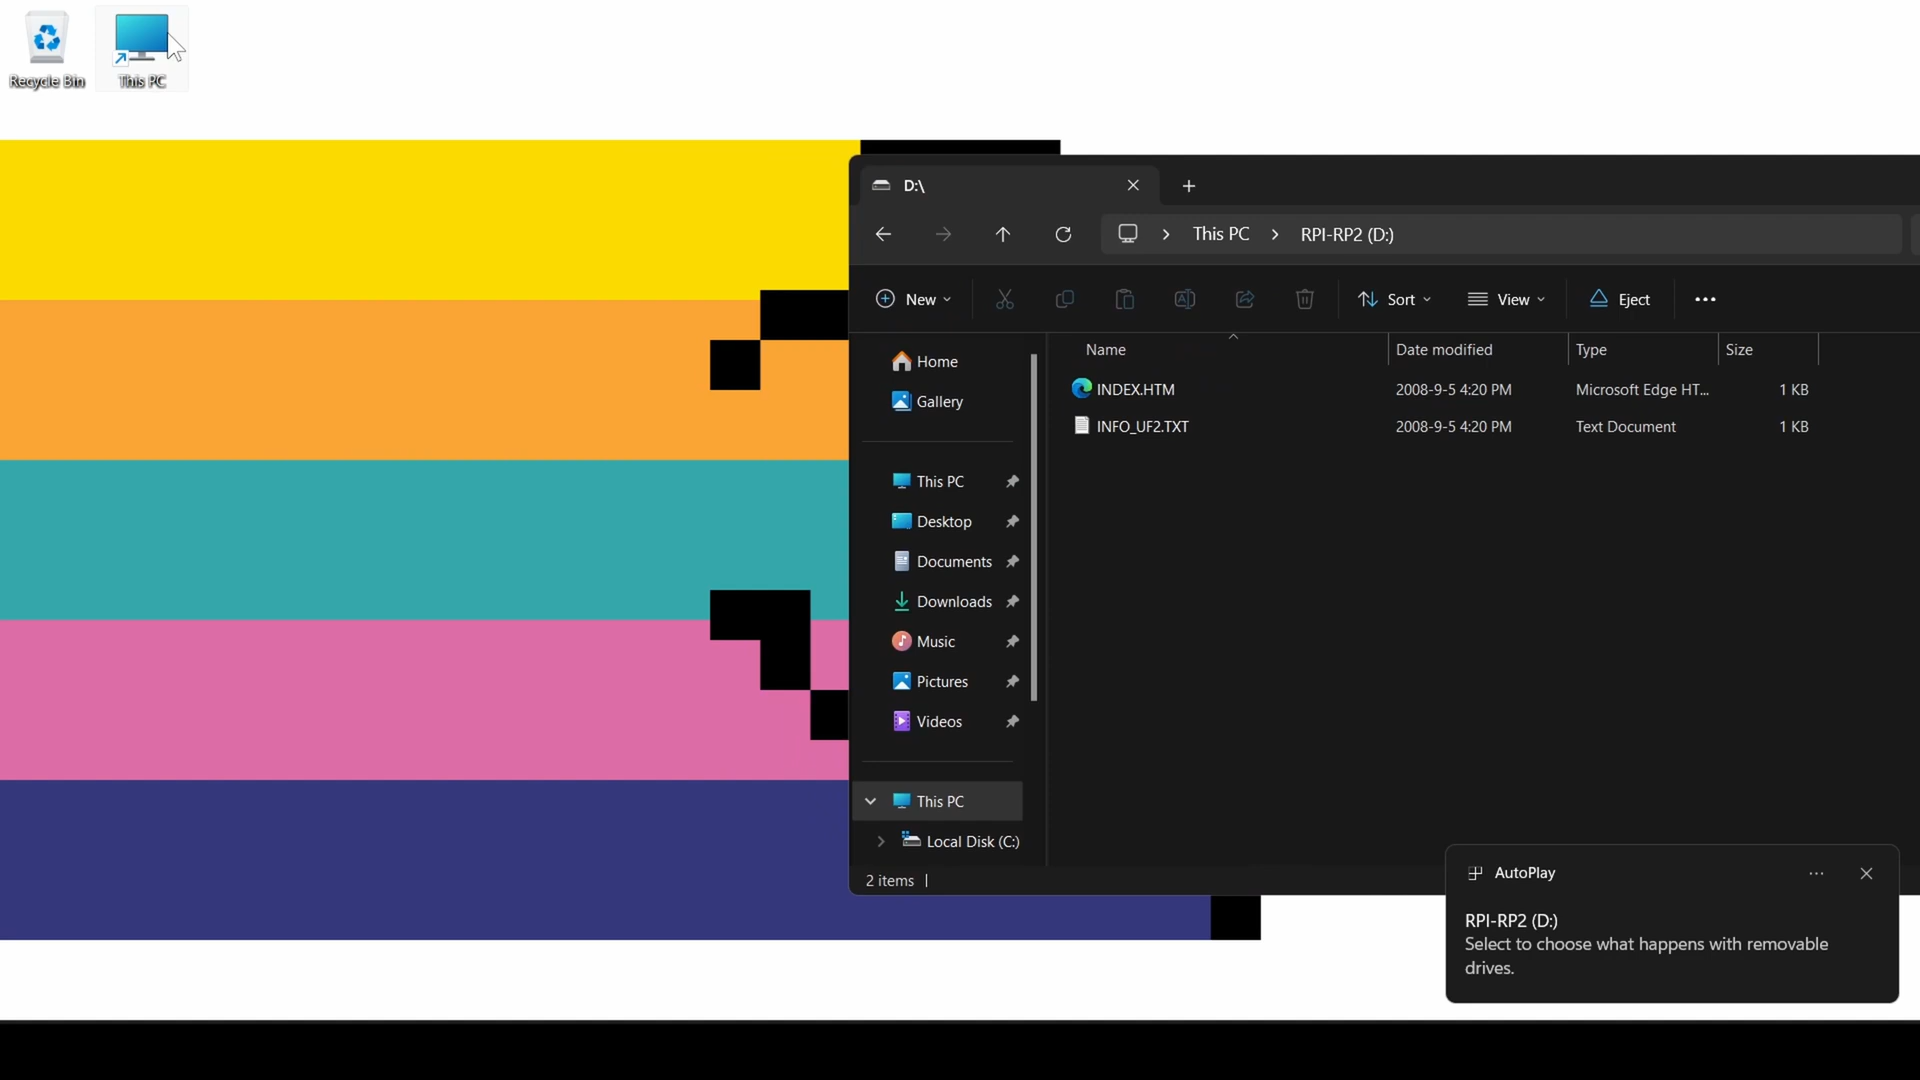 Recycle Bin
This PC
D:\
This PC
RPI-RP2 (D:)
New
Sort
View
Eject
Name
Date modified
Type
Size
INDEX.HTM
2008-9-5 4:20 PM
Microsoft Edge HT...
1 KB
INFO_UF2.TXT
2008-9-5 4:20 PM
Text Document
1 KB
Home
Gallery
This PC
Desktop
Documents
Downloads
Music
Pictures
Videos
This PC
Local Disk (C:)
2 items
AutoPlay
RPI-RP2 (D:)
Select to choose what happens with removable
drives.